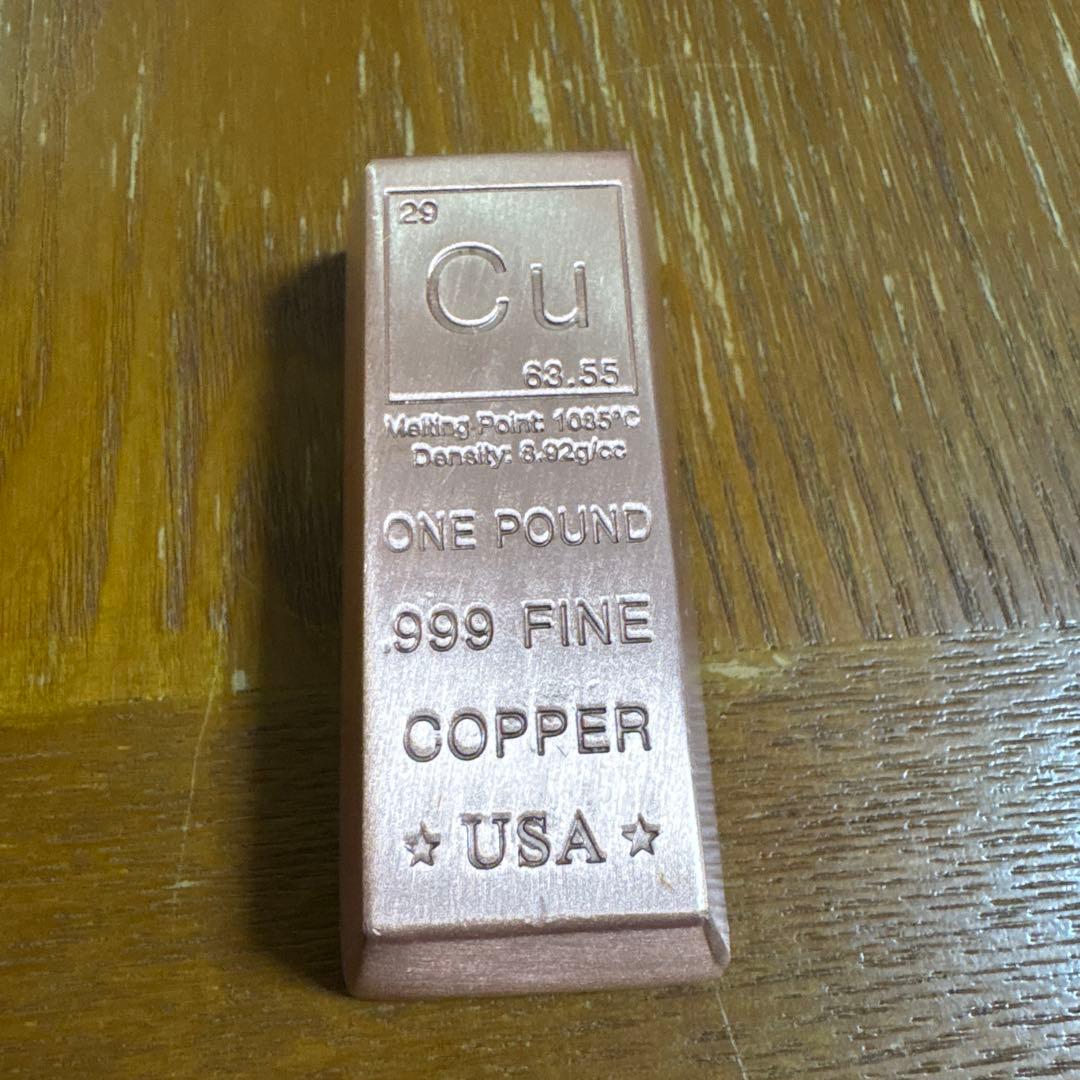 29
Cu
63.55
Melting Point: 1085°C
Density: 8.92g/cc
ONE POUND
.999 FINE
COPPER
★ USA ★